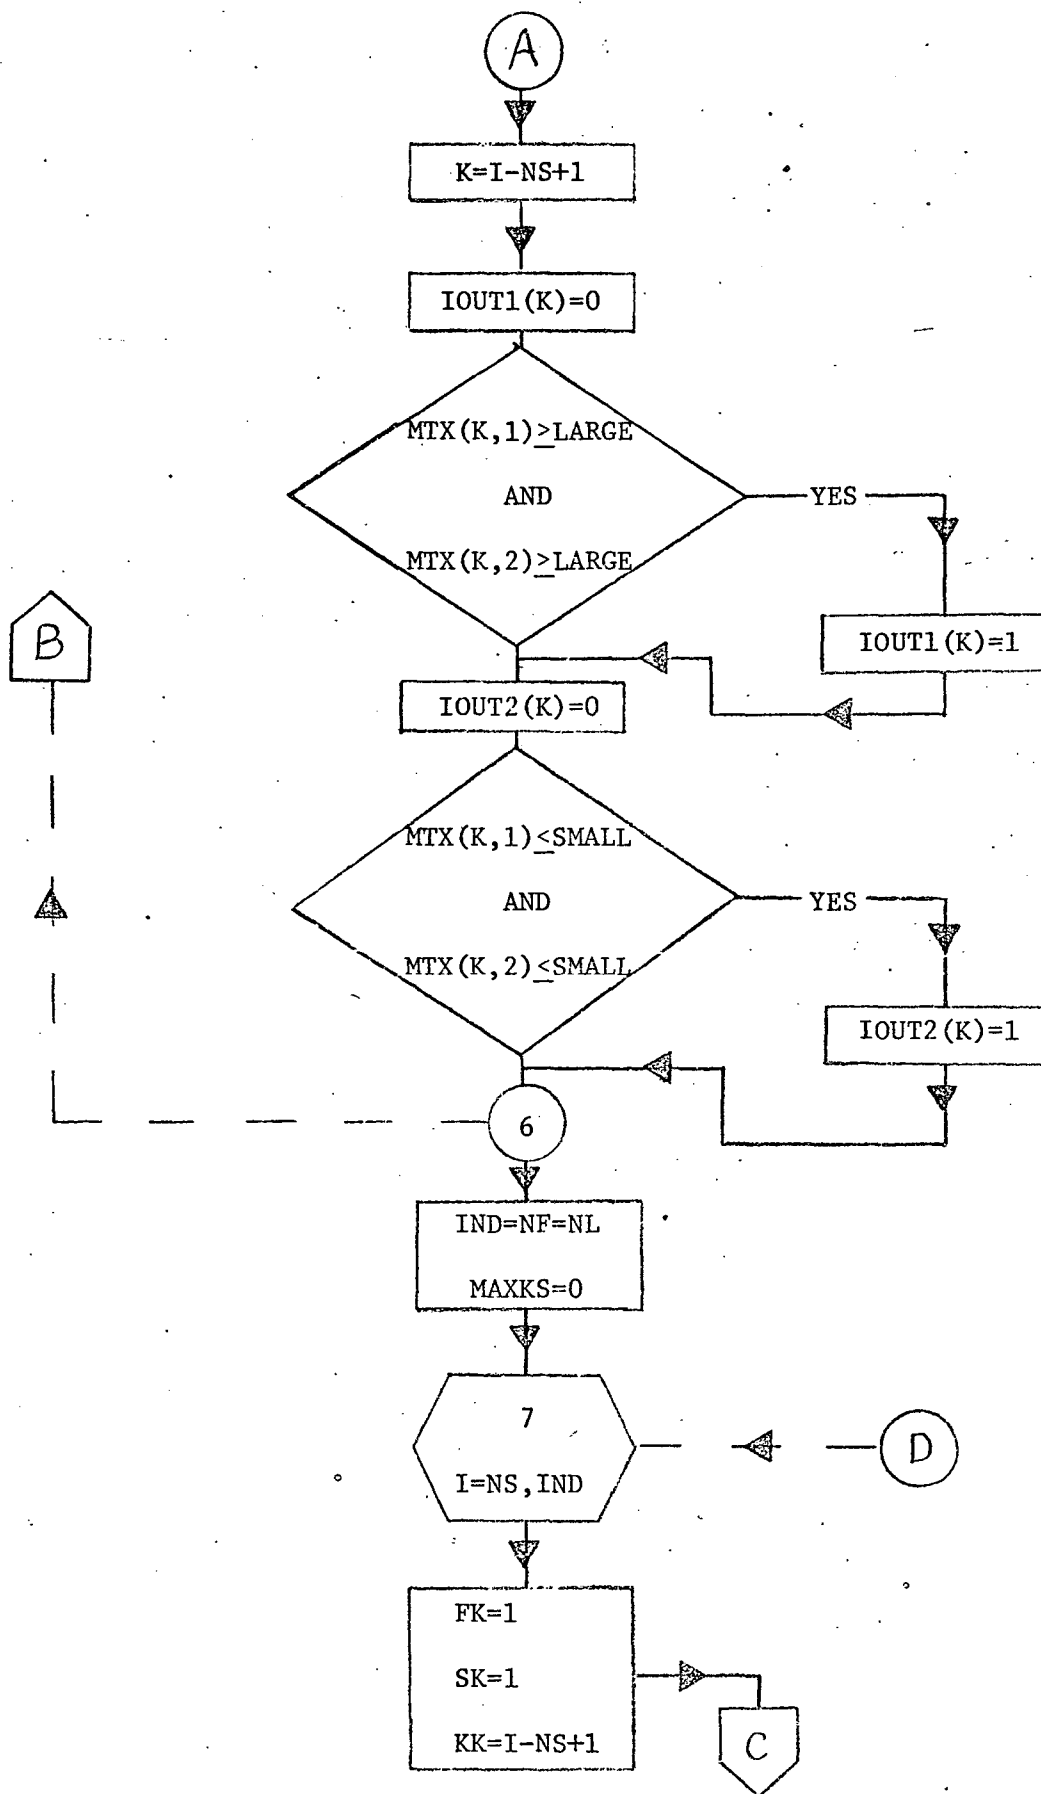 A
K=I-NS+1
IOUT1(K)=0
MTX(K,1)≥LARGE
AND
YES
MTX(K,2)≥LARGE
B
IOUT1(K)=1
IOUT2(K)=0
MTX(K,1)≤SMALL
AND
YES
MTX(K,2)≤SMALL
IOUT2(K)=1
6
IND=NF=NL
MAXKS=0
7
D
I=NS,IND
FK=1
SK=1
KK=I-NS+1
C